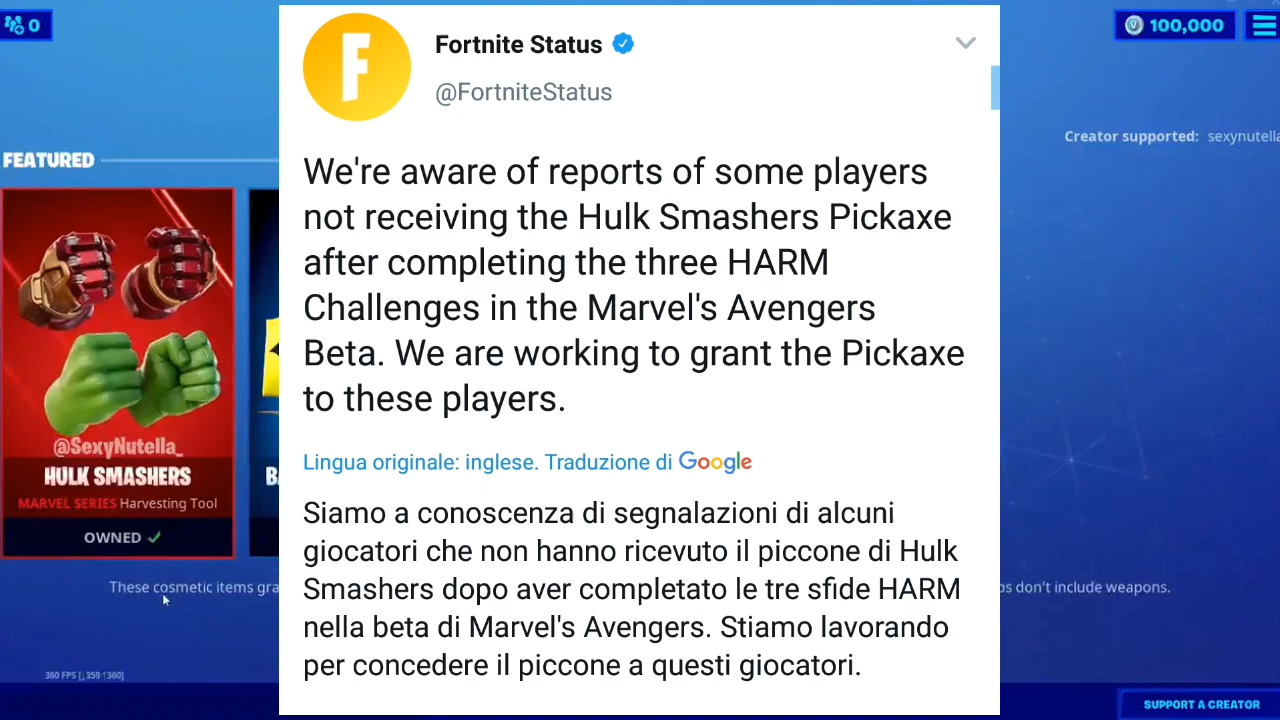 0
100,000
Fortnite Status
@FortniteStatus
Creator supported: sexynutella
FEATURED
We're aware of reports of some players
not receiving the Hulk Smashers Pickaxe
after completing the three HARM
Challenges in the Marvel's Avengers
Beta. We are working to grant the Pickaxe
to these players.
@SexyNutella_
HULK SMASHERS
MARVEL SERIES Harvesting Tool
OWNED
Lingua originale: inglese. Traduzione di Google
Siamo a conoscenza di segnalazioni di alcuni
giocatori che non hanno ricevuto il piccone di Hulk
Smashers dopo aver completato le tre sfide HARM
nella beta di Marvel's Avengers. Stiamo lavorando
per concedere il piccone a questi giocatori.
These cosmetic items
don't include weapons.
SUPPORT A CREATOR